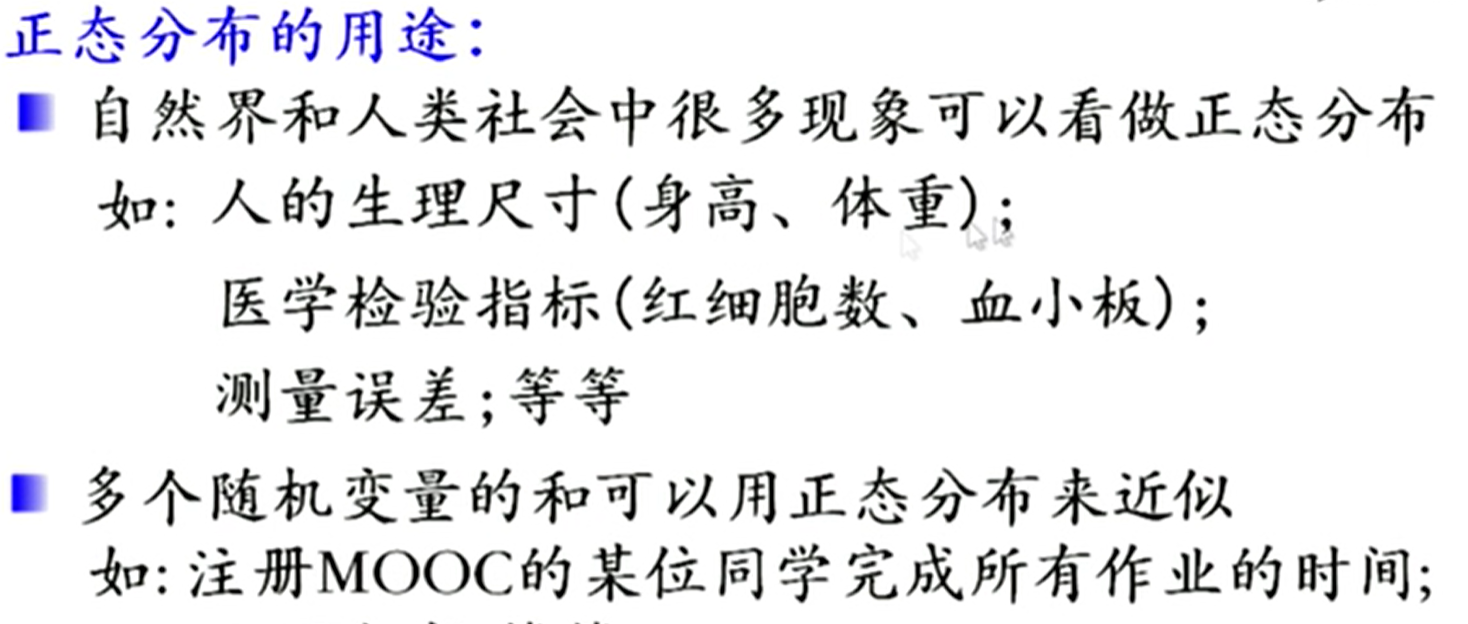 正态分布的用途:
自然界和人类社会中很多现象可以看做正态分布
如: 人的生理尺寸(身高、体重);
医学检验指标(红细胞数、血小板);
测量误差;等等
多个随机变量的和可以用正态分布来近似
如: 注册MOOC的某位同学完成所有作业的时间;